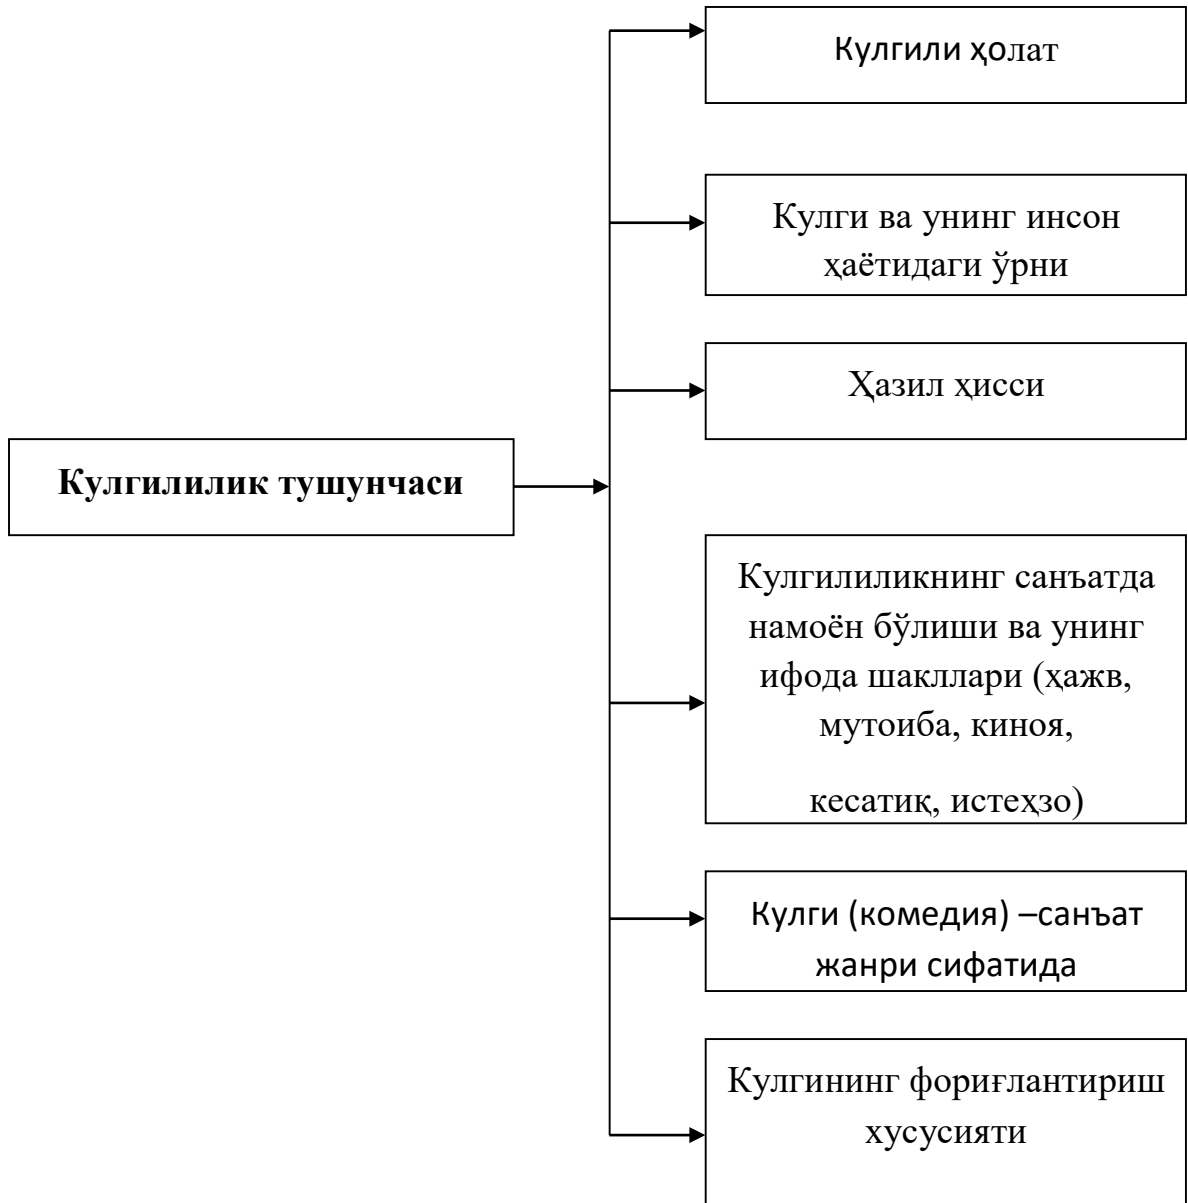 Кулгили ҳолат
Кулги ва унинг инсон
ҳаётидаги ўрни
Ҳазил ҳисси
Кулгилилик тушунчаси
Кулгилиликнинг санъатда
намоён бўлиши ва унинг
ифода шакллари (ҳажв,
мутоиба, киноя,
кесатиқ, истеҳзо)
Кулги (комедия) –санъат
жанри сифатида
Кулгининг фориғлантириш
хусусияти